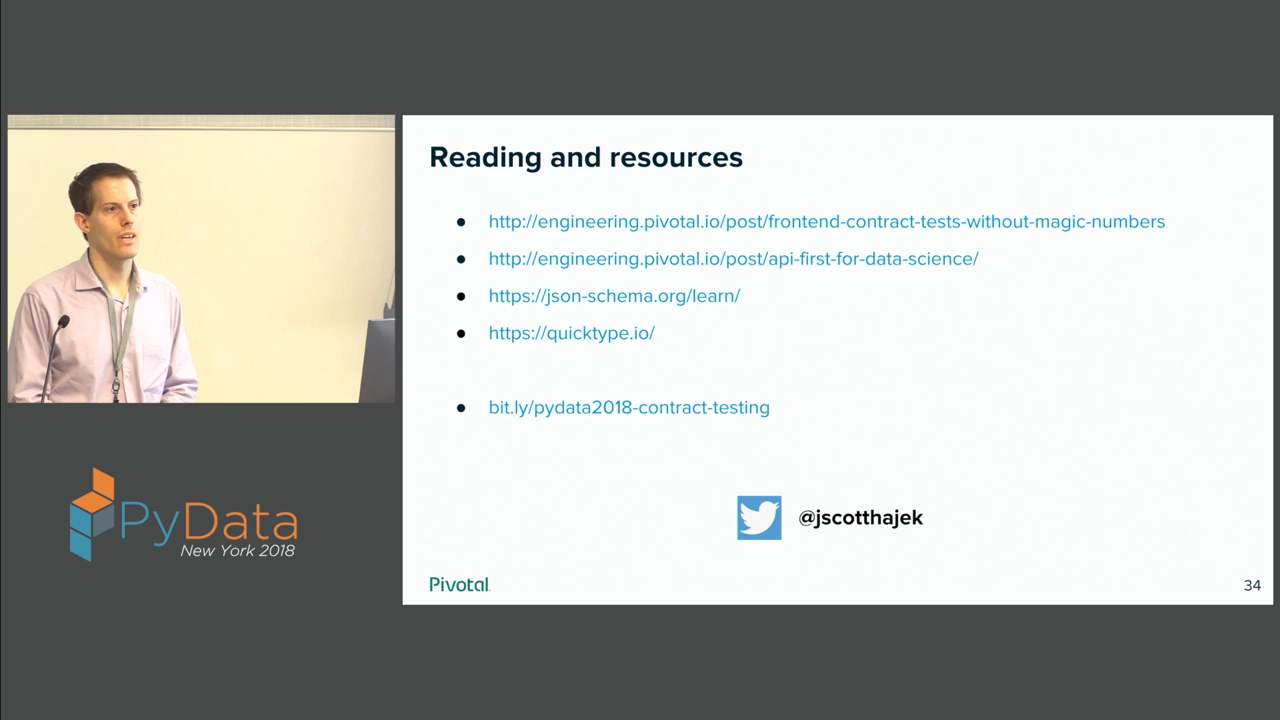 Reading and resources
http://engineering.pivotal.io/post/frontend-contract-tests-without-magic-numbers
http://engineering.pivotal.io/post/api-first-for-data-science/
https://json-schema.org/learn/
https://quicktype.io/
bit.ly/pydata2018-contract-testing
@jscotthajek
Pivotal
34
PyData
New York 2018